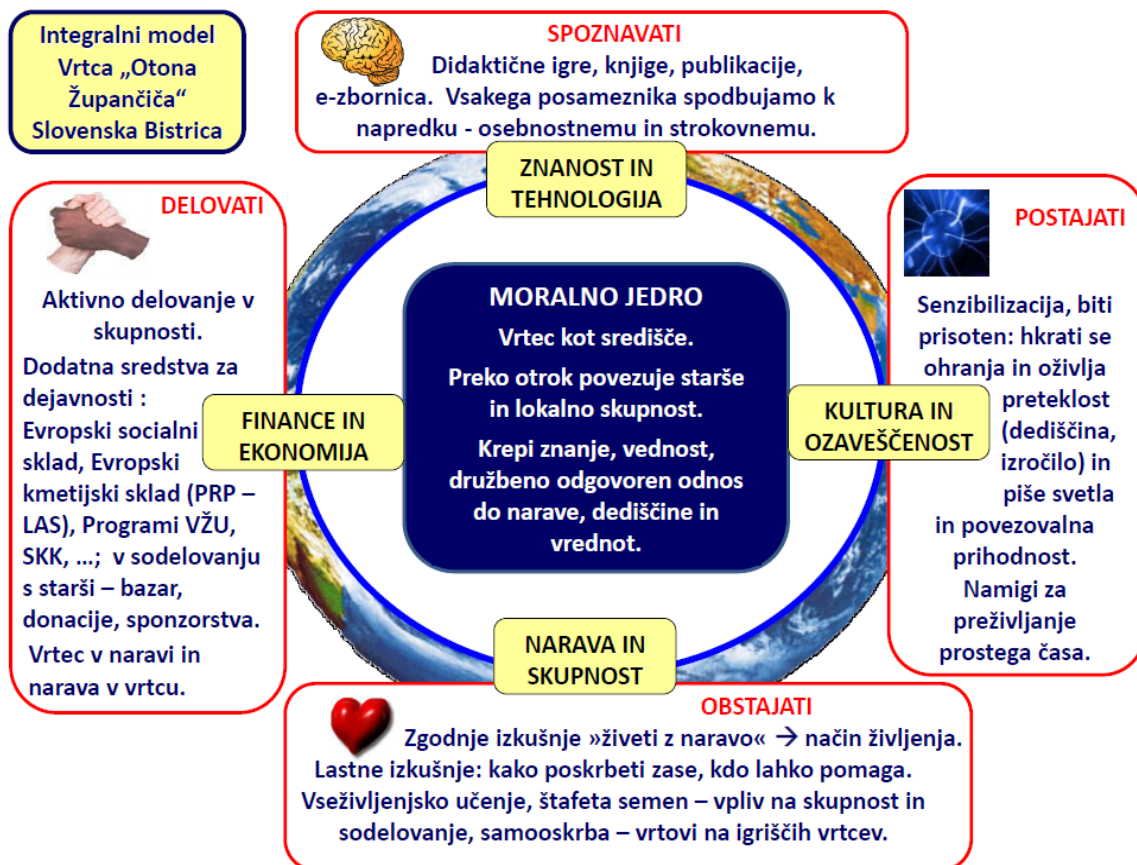 Integralni model
Vrtca „Otona
Župančiča“
Slovenska Bistrica
SPOZNAVATI
Didaktične igre, knjige, publikacije,
e-zbornica. Vsakega posameznika spodbujamo k
napredku - osebnostnemu in strokovnemu.
ZNANOST IN
TEHNOLOGIJA
DELOVATI
Aktivno delovanje v
skupnosti.
Dodatna sredstva za
dejavnosti :
Evropski socialni
sklad, Evropski
kmetijski sklad (PRP –
LAS), Programi VŽU,
SKK, ...; v sodelovanju
s starši – bazar,
donacije, sponzorstva.
Vrtec v naravi in
narava v vrtcu.
FINANCE IN
EKONOMIJA
MORALNO JEDRO
Vrtec kot središče.
Preko otrok povezuje starše
in lokalno skupnost.
Krepi znanje, vednost,
družbeno odgovoren odnos
do narave, dediščine in
vrednot.
KULTURA IN
OZAVEŠČENOST
POSTAJATI
Senzibilizacija, biti
prisoten: hkrati se
ohranja in oživlja
preteklost
(dediščina,
izročilo) in
piše svetla
in povezovalna
prihodnost.
Namigi za
preživljanje
prostega časa.
NARAVA IN
SKUPNOST
OBSTAJATI
Zgodnje izkušnje »živeti z naravo« → način življenja.
Lastne izkušnje: kako poskrbeti zase, kdo lahko pomaga.
Vseživljenjsko učenje, štafeta semen – vpliv na skupnost in
sodelovanje, samooskrba – vrtovi na igriščih vrtcev.